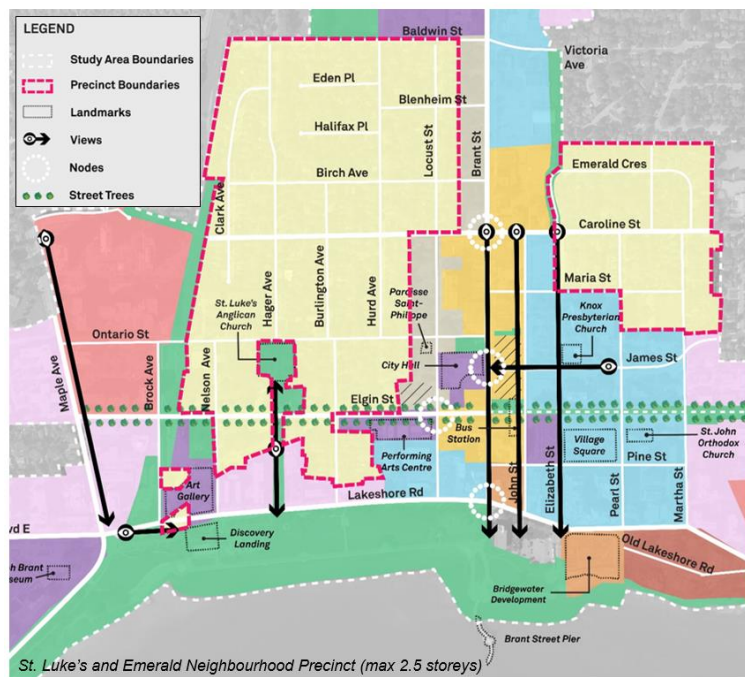 LEGEND
Study Area Boundaries
Precinct Boundaries
Landmarks
Views
Nodes
Street Trees
Baldwin St
Victoria
Ave
Eden Pl
Blenheim St
Halifax Pl
Locust St
Brant St
Birch Ave
Emerald Cres
Clark Ave
Caroline St
Hager Ave
Burlington Ave
Hurd Ave
Maria St
St. Luke's
Anglican
Church
Paroisse
Saint-
Philippe
Knox
Presbyterian
Church
Ontario St
City Hall
James St
Maple Ave
Brock Ave
Nelson Ave
Elgin St
Bus
Station
St. John
Orthodox
Church
Performing
Arts Centre
Village
Square
Pine St
John St
Elizabeth St
Pearl St
Martha St
Art
Gallery
Lakeshore Rd
vd E
Discovery
Landing
Old Lakeshore Rd
h Brant
seum
Bridgewater
Development
Brant Street Pier
St. Luke's and Emerald Neighbourhood Precinct (max 2.5 storeys)